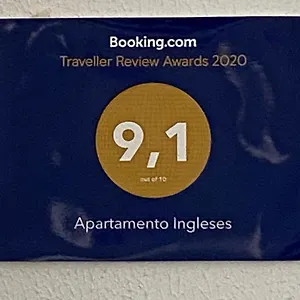 Booking.com
Traveller Review Awards 2020
9,1
out of 10
Apartamento Ingleses